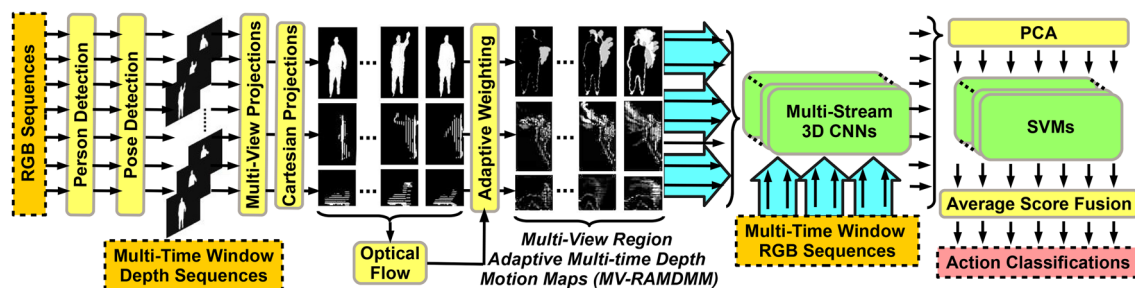 RGB Sequences
Person Detection
Pose Detection
Multi-Time Window
Depth Sequences
Multi-View Projections
Cartesian Projections
Optical
Flow
Adaptive Weighting
Multi-View Region
Adaptive Multi-time Depth
Motion Maps (MV-RAMDMM)
Multi-Stream
3D CNNs
Multi-Time Window
RGB Sequences
PCA
SVMs
Average Score Fusion
Action Classifications